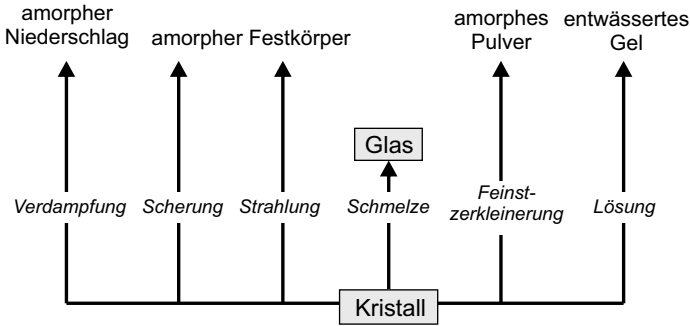 amorpher
Niederschlag
amorpher Festkörper
amorphes
Pulver
entwässertes
Gel
Glas
Verdampfung
Scherung
Strahlung
Schmelze
Feinst-
zerkleinerung
Lösung
Kristall